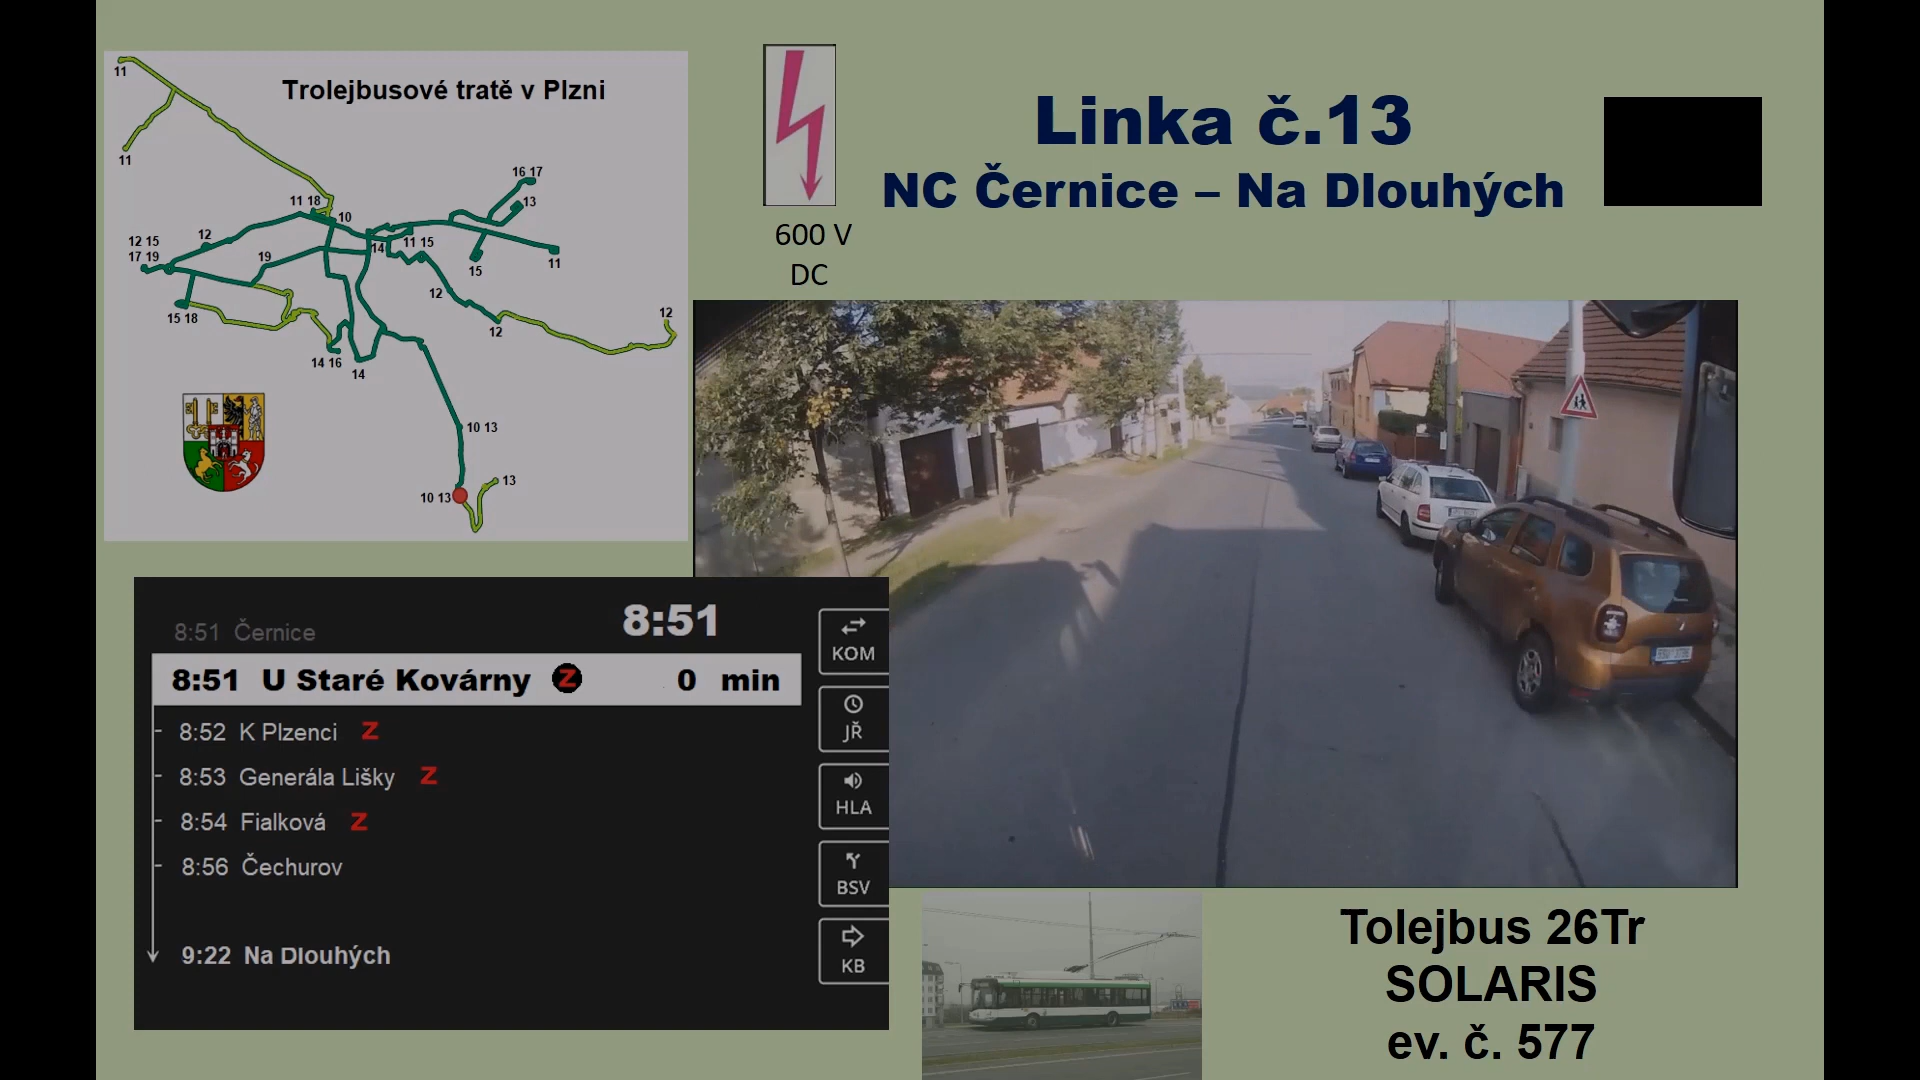 Trolejbusové tratě v Plzni
11
11
16 17
13
11 18
10
12
12 15
17 19
19
14
11 15
15
11
12
12
12
15 18
14 16
14
10 13
10 13
13
600 V
DC
Linka č.13
NC Černice – Na Dlouhých
8:51
8:51 Černice
8:51 U Staré Kovárny Z 0 min
8:52 K Plzenci Z
8:53 Generála Lišky Z
8:54 Fialková Z
8:56 Čechurov
9:22 Na Dlouhých
KOM
JŘ
HLA
BSV
KB
Tolejbus 26Tr
SOLARIS
ev. č. 577